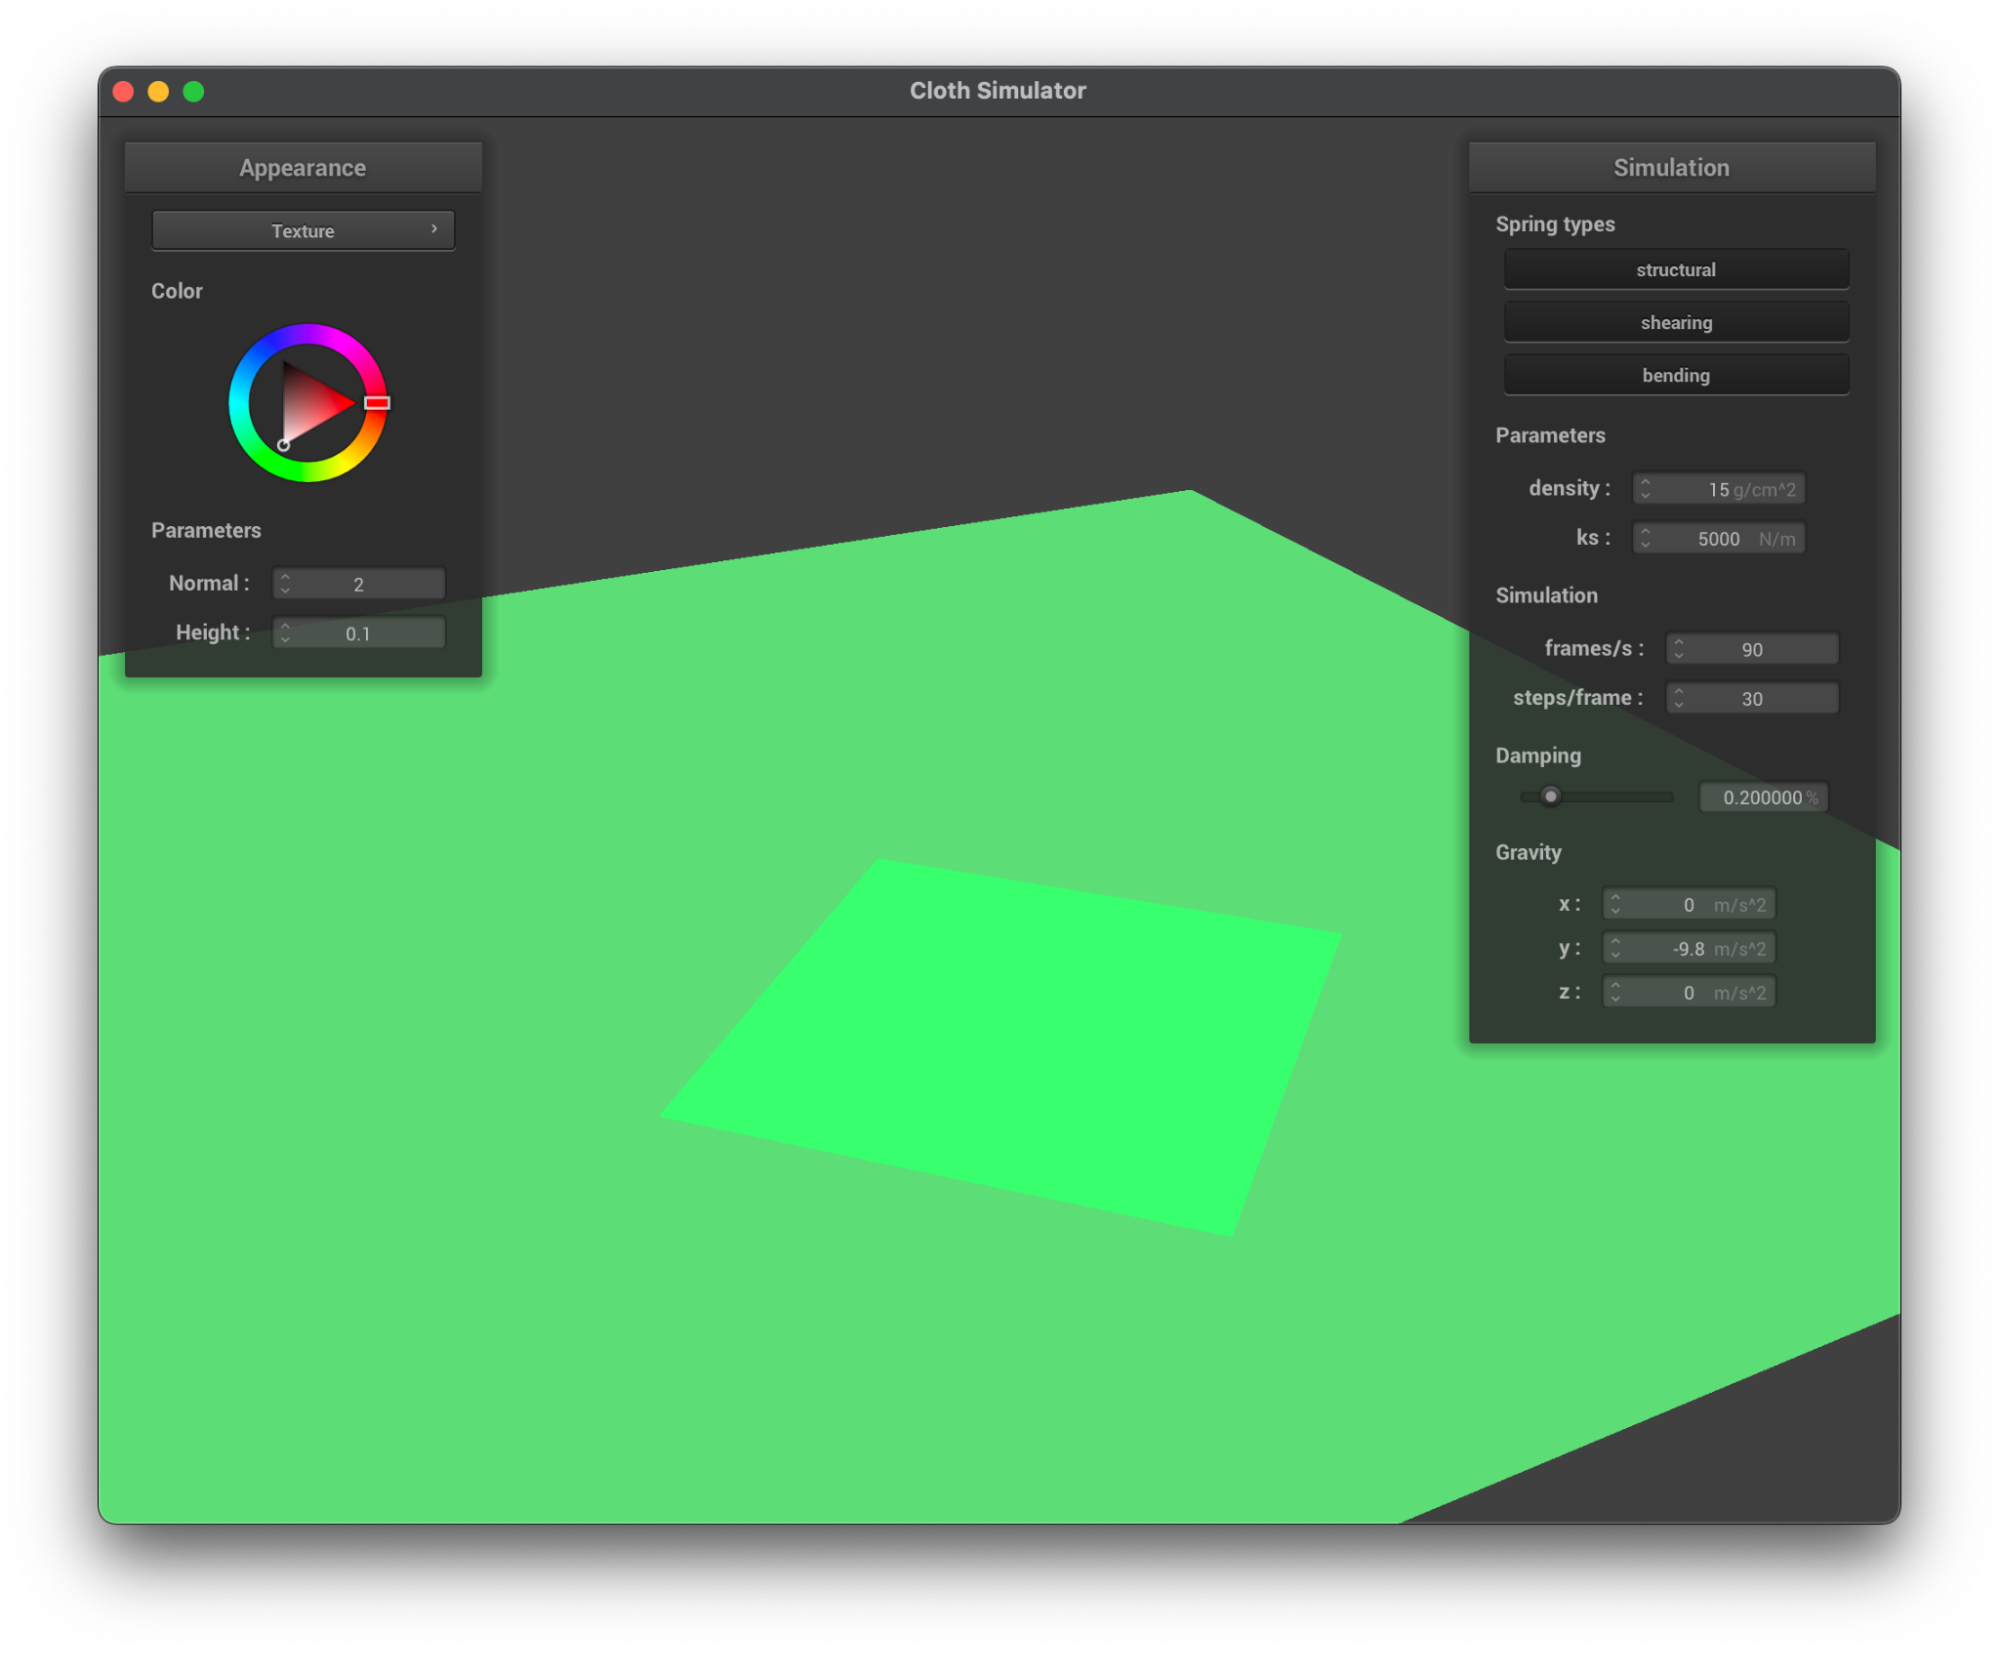 Cloth Simulator
Appearance
Texture
Color
Parameters
Normal : 2
Height : 0.1
Simulation
Spring types
structural
shearing
bending
Parameters
density : 15 g/cm^2
ks : 5000 N/m
Simulation
frames/s : 90
steps/frame : 30
Damping
0.200000 %
Gravity
x : 0 m/s^2
y : -9.8 m/s^2
z : 0 m/s^2